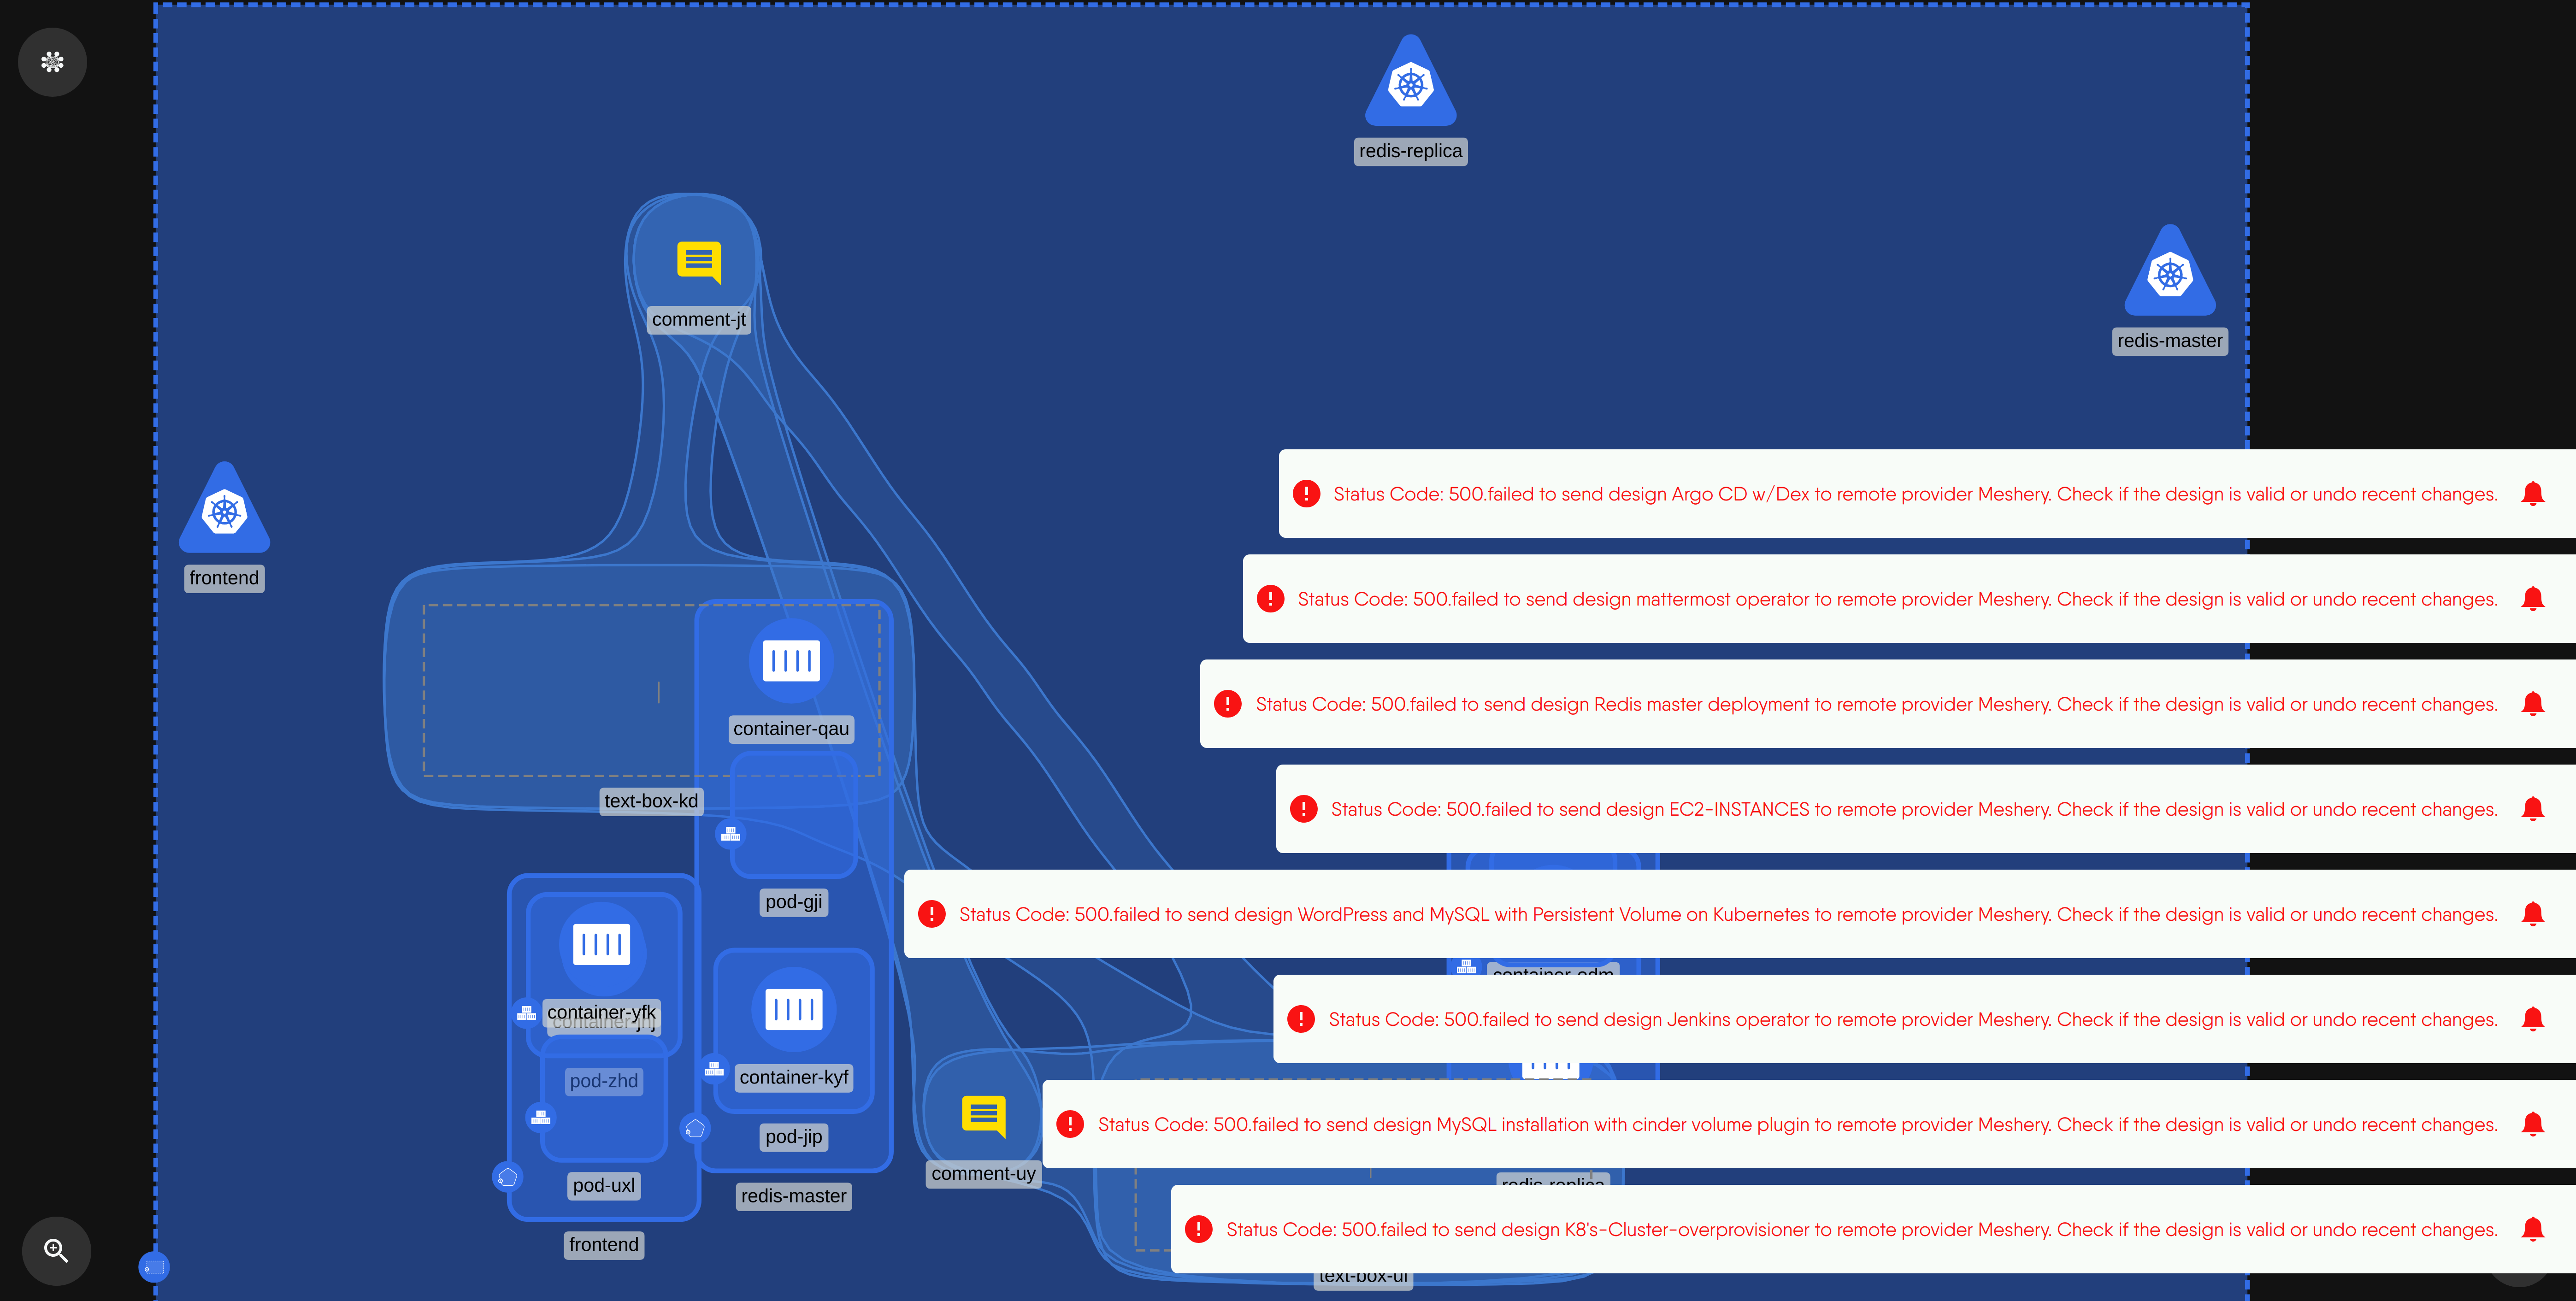 redis-replica
comment-jt
redis-master
Status Code: 500.failed to send design Argo CD w/Dex to remote provider Meshery. Check if the design is valid or undo recent changes.
frontend
Status Code: 500.failed to send design mattermost operator to remote provider Meshery. Check if the design is valid or undo recent changes.
Status Code: 500.failed to send design Redis master deployment to remote provider Meshery. Check if the design is valid or undo recent changes.
container-qau
text-box-kd
Status Code: 500.failed to send design EC2-INSTANCES to remote provider Meshery. Check if the design is valid or undo recent changes.
pod-gji
Status Code: 500.failed to send design WordPress and MySQL with Persistent Volume on Kubernetes to remote provider Meshery. Check if the design is valid or undo recent changes.
container-yfk
Status Code: 500.failed to send design Jenkins operator to remote provider Meshery. Check if the design is valid or undo recent changes.
pod-zhd
container-kyf
Status Code: 500.failed to send design MySQL installation with cinder volume plugin to remote provider Meshery. Check if the design is valid or undo recent changes.
pod-jip
comment-uy
pod-uxl
redis-replica
redis-master
Status Code: 500.failed to send design K8's-Cluster-overprovisioner to remote provider Meshery. Check if the design is valid or undo recent changes.
frontend